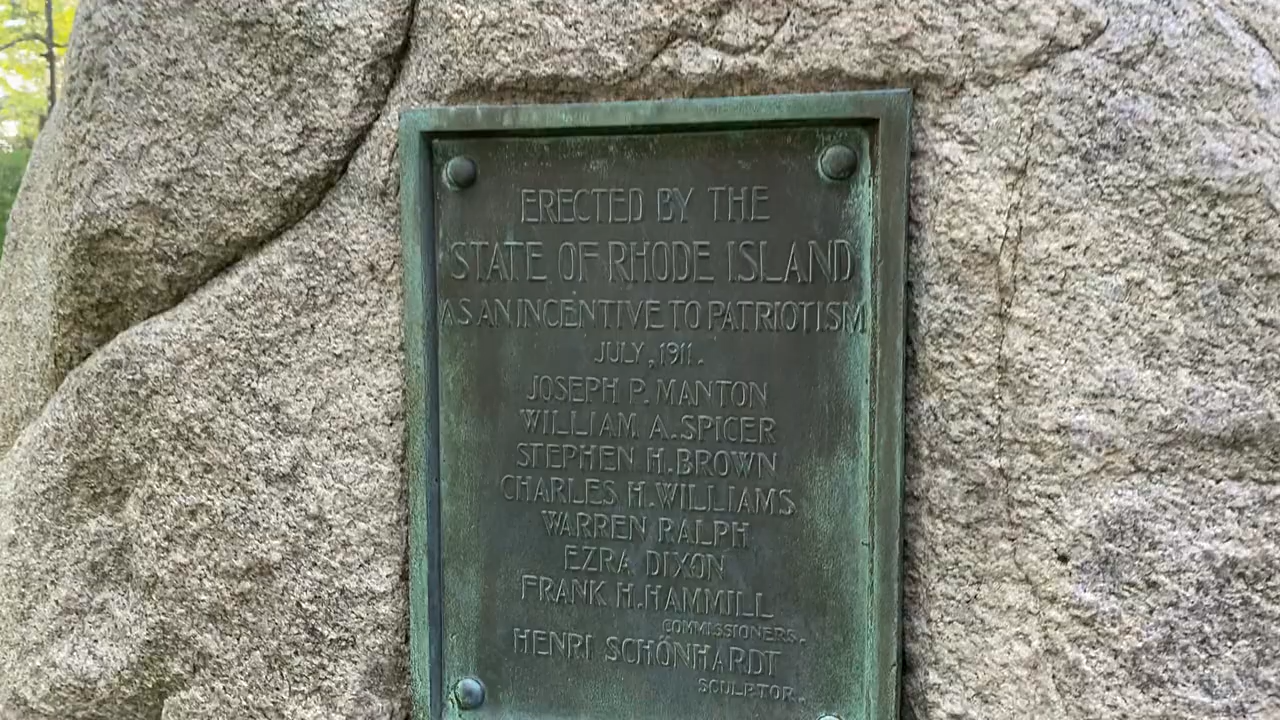 ERECTED BY THE
STATE OF RHODE ISLAND
AS AN INCENTIVE TO PATRIOTISM
JULY, 1911.
JOSEPH P. MANTON
WILLIAM A. SPICER
STEPHEN H. BROWN
CHARLES H. WILLIAMS
WARREN RALPH
EZRA DIXON
FRANK H. HAMMILL
COMMISSIONERS.
HENRI SCHÖNHARDT
SCULPTOR.